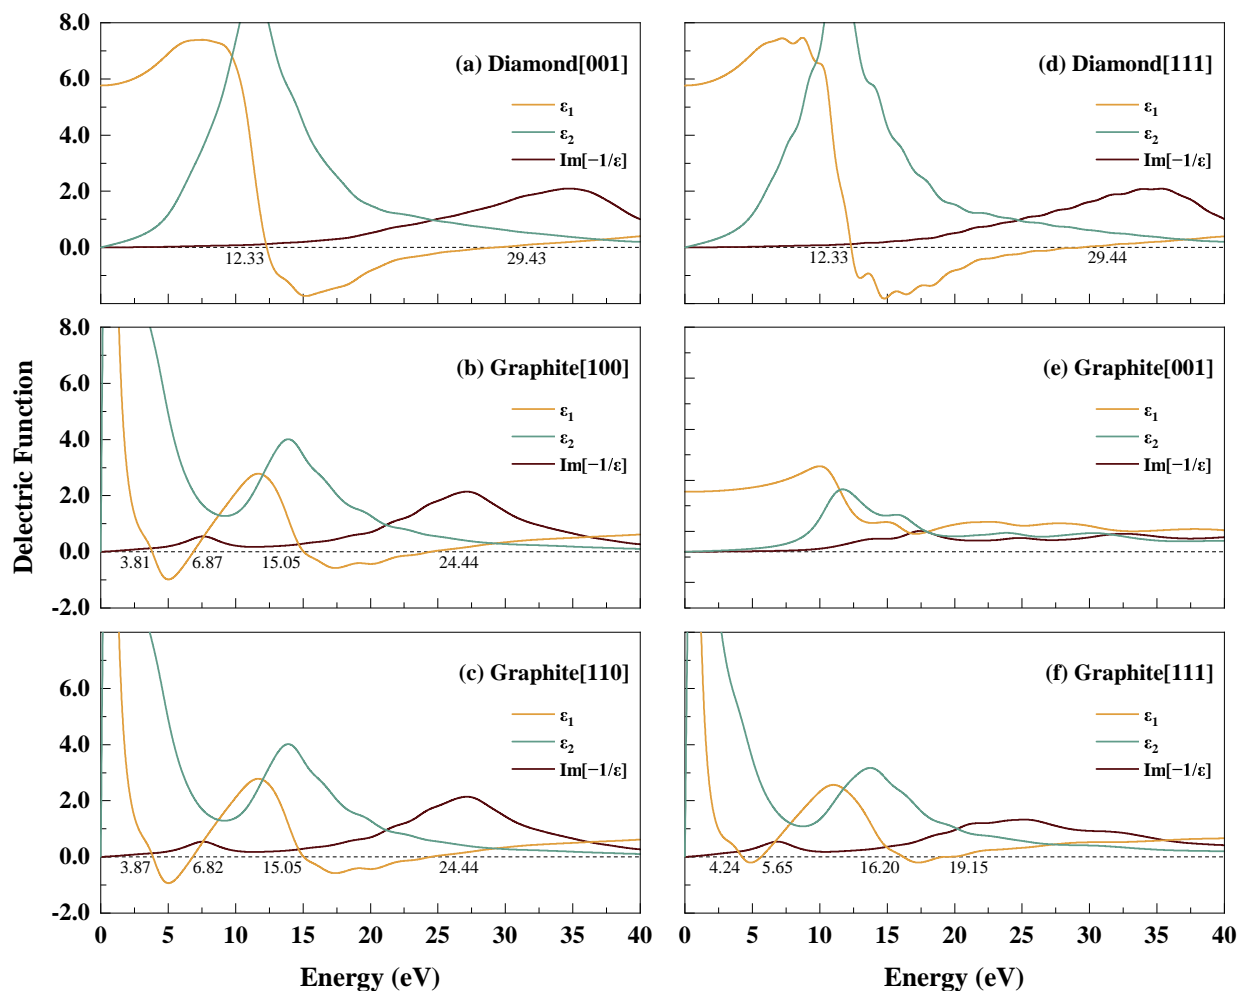 Delectric Function
8.0
6.0
4.0
2.0
0.0
(a) Diamond[001]
ε1
ε2
Im[−1/ε]
12.33
29.43
(d) Diamond[111]
ε1
ε2
Im[−1/ε]
12.33
29.44
8.0
6.0
4.0
2.0
0.0
-2.0
(b) Graphite[100]
ε1
ε2
Im[−1/ε]
3.81
6.87
15.05
24.44
(e) Graphite[001]
ε1
ε2
Im[−1/ε]
6.0
4.0
2.0
0.0
-2.0
(c) Graphite[110]
ε1
ε2
Im[−1/ε]
3.87
6.82
15.05
24.44
0 5 10 15 20 25 30 35 40
Energy (eV)
(f) Graphite[111]
ε1
ε2
Im[−1/ε]
4.24
5.65
16.20
19.15
0 5 10 15 20 25 30 35 40
Energy (eV)